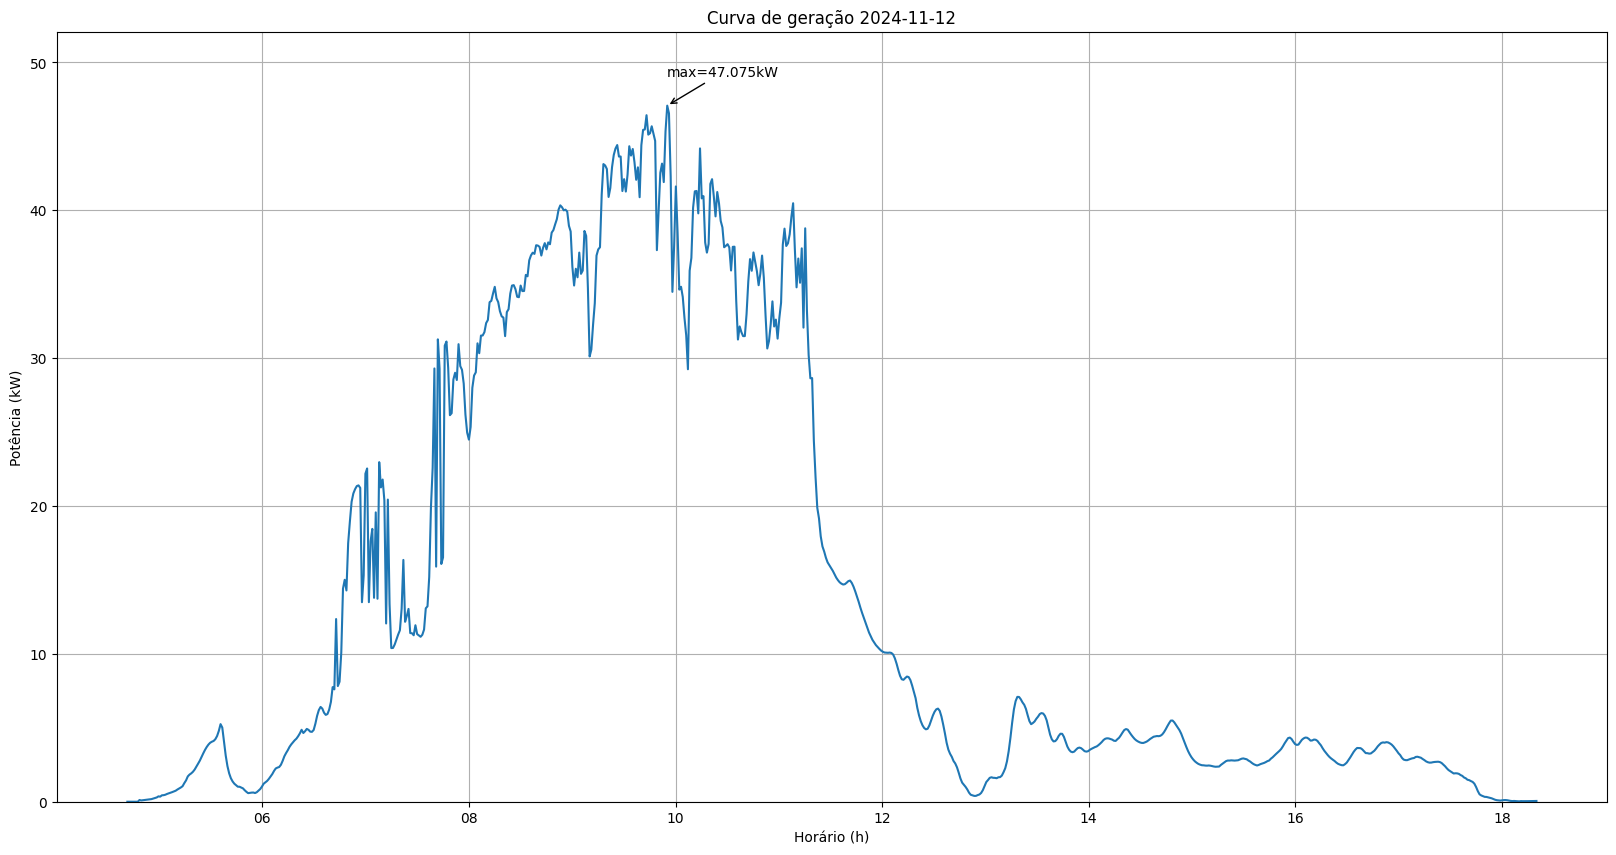 Curva de geração 2024-11-12
max=47.075kW
Potência (kW)
50
40
30
20
10
0
06 08 10 12 14 16 18
Horário (h)